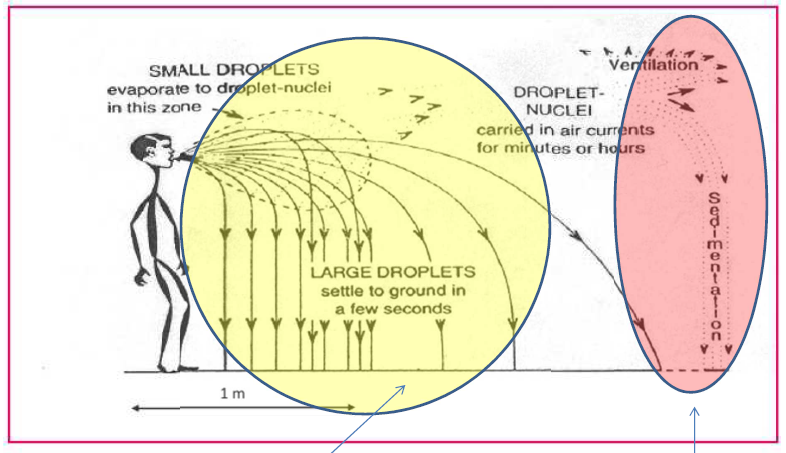 SMALL DROPLETS
evaporate to droplet-nuclei
in this zone
Ventilation
DROPLET-
NUCLEI
carried in air currents
for minutes or hours
LARGE DROPLETS
settle to ground in
a few seconds
Sedimentation
1 m